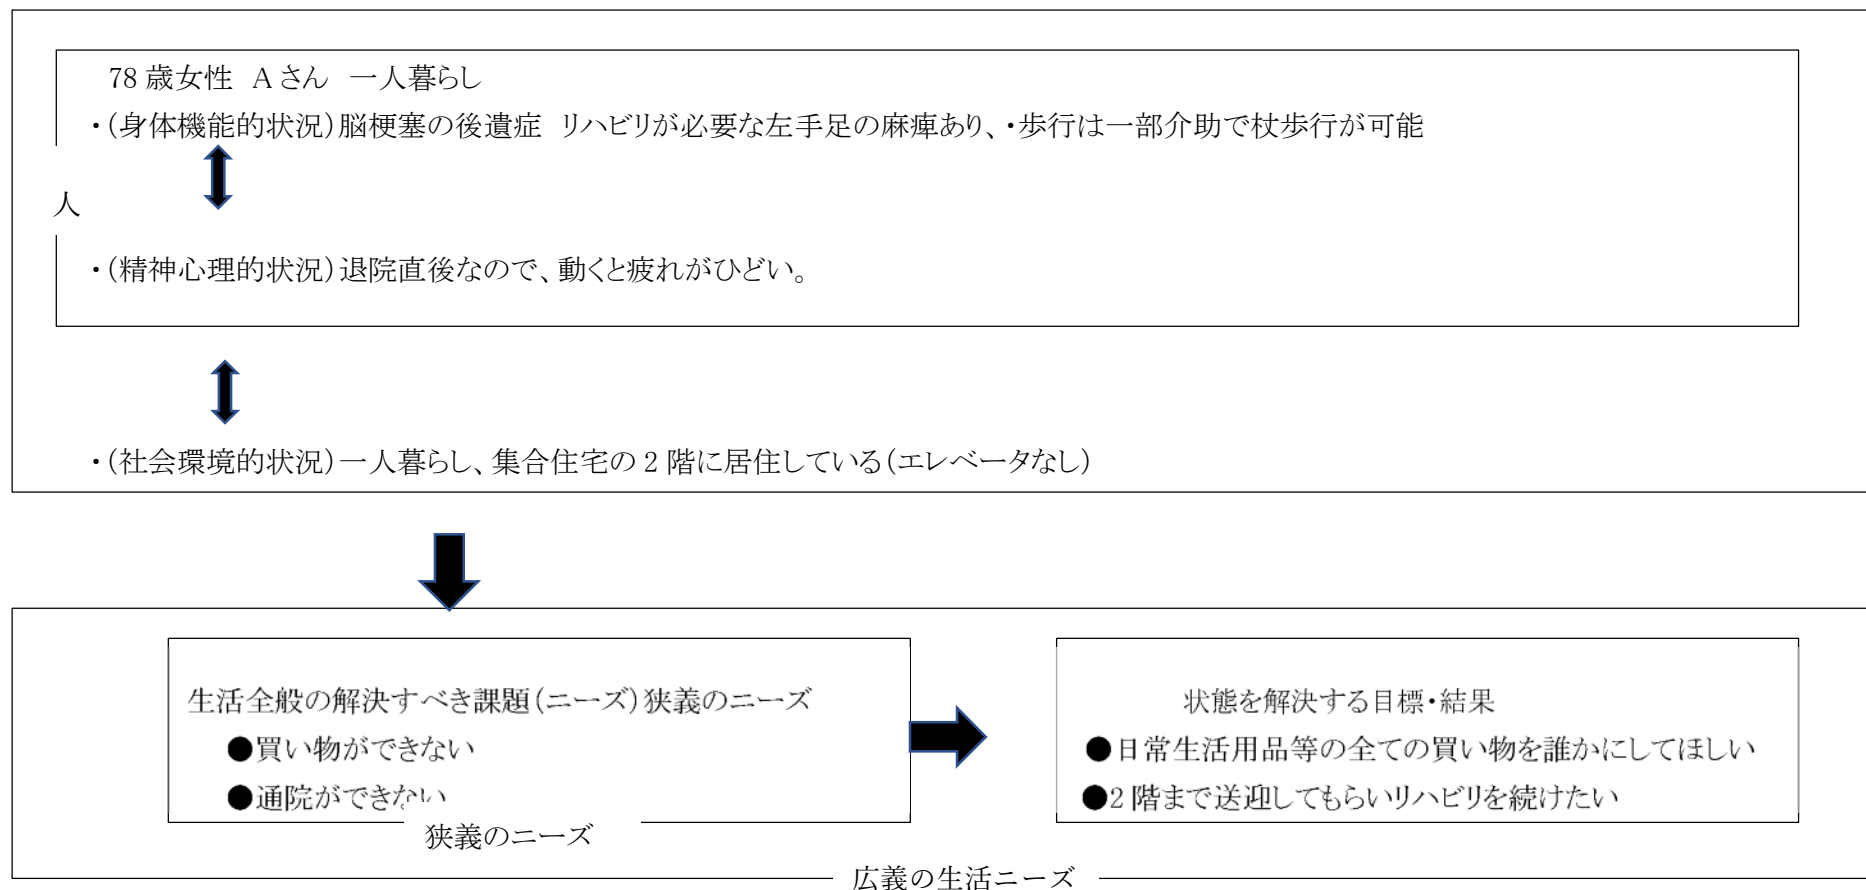 78 歳女性 Aさん 一人暮らし
・(身体機能的状況)脳梗塞の後遺症 リハビリが必要な左手足の麻痺あり、・歩行は一部介助で杖歩行が可能
人
・(精神心理的状況)退院直後なので、動くと疲れがひどい。
・(社会環境的状況)一人暮らし、集合住宅の 2 階に居住している(エレベータなし)
生活全般の解決すべき課題(ニーズ)狭義のニーズ
●買い物ができない
●通院ができない
狭義のニーズ
状態を解決する目標・結果
●日常生活用品等の全ての買い物を誰かにしてほしい
●2 階まで送迎してもらいリハビリを続けたい
広義の生活ニーズ